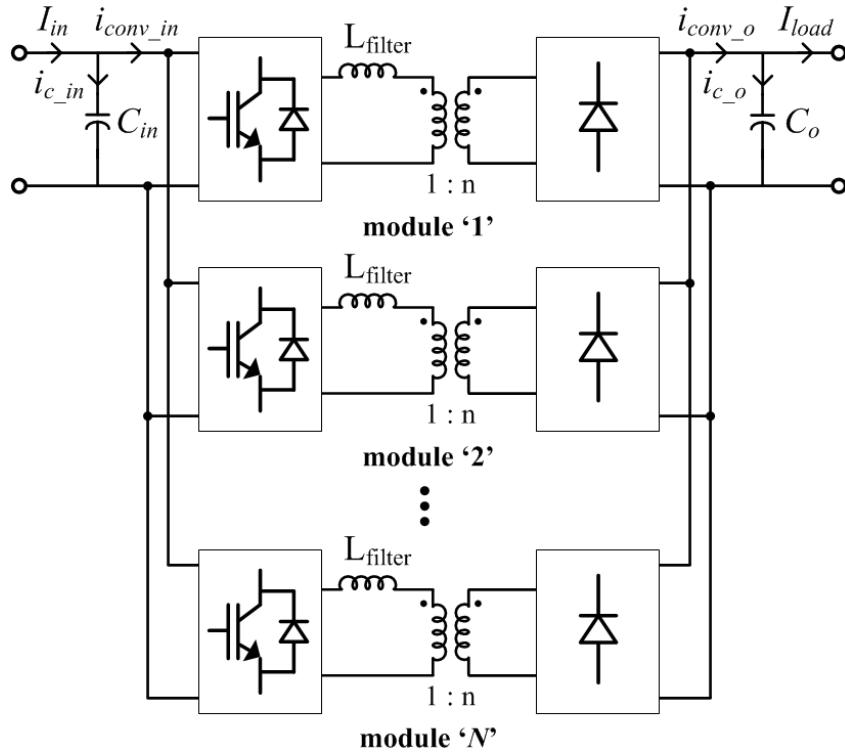 I_in i_conv_in L_filter i_conv_o I_load
i_c_in i_c_o
C_in C_o
1 : n
module ‘1’
L_filter
1 : n
module ‘2’
L_filter
1 : n
module ‘N’